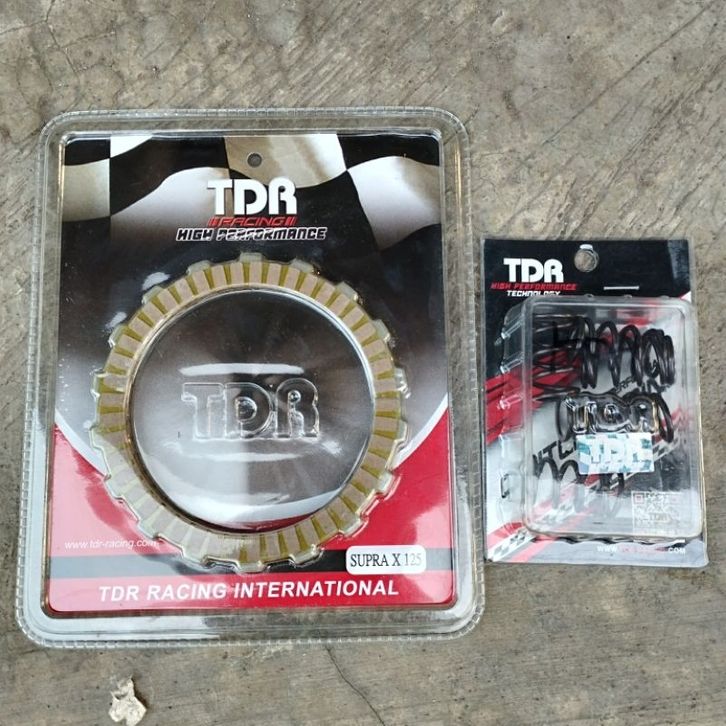 TDR
RACING
HIGH PERFORMANCE
TDR
www.tdr-racing.com
SUPRA X 125
TDR RACING INTERNATIONAL
TDR
HIGH PERFORMANCE
TECHNOLOGY
TDR
TDR